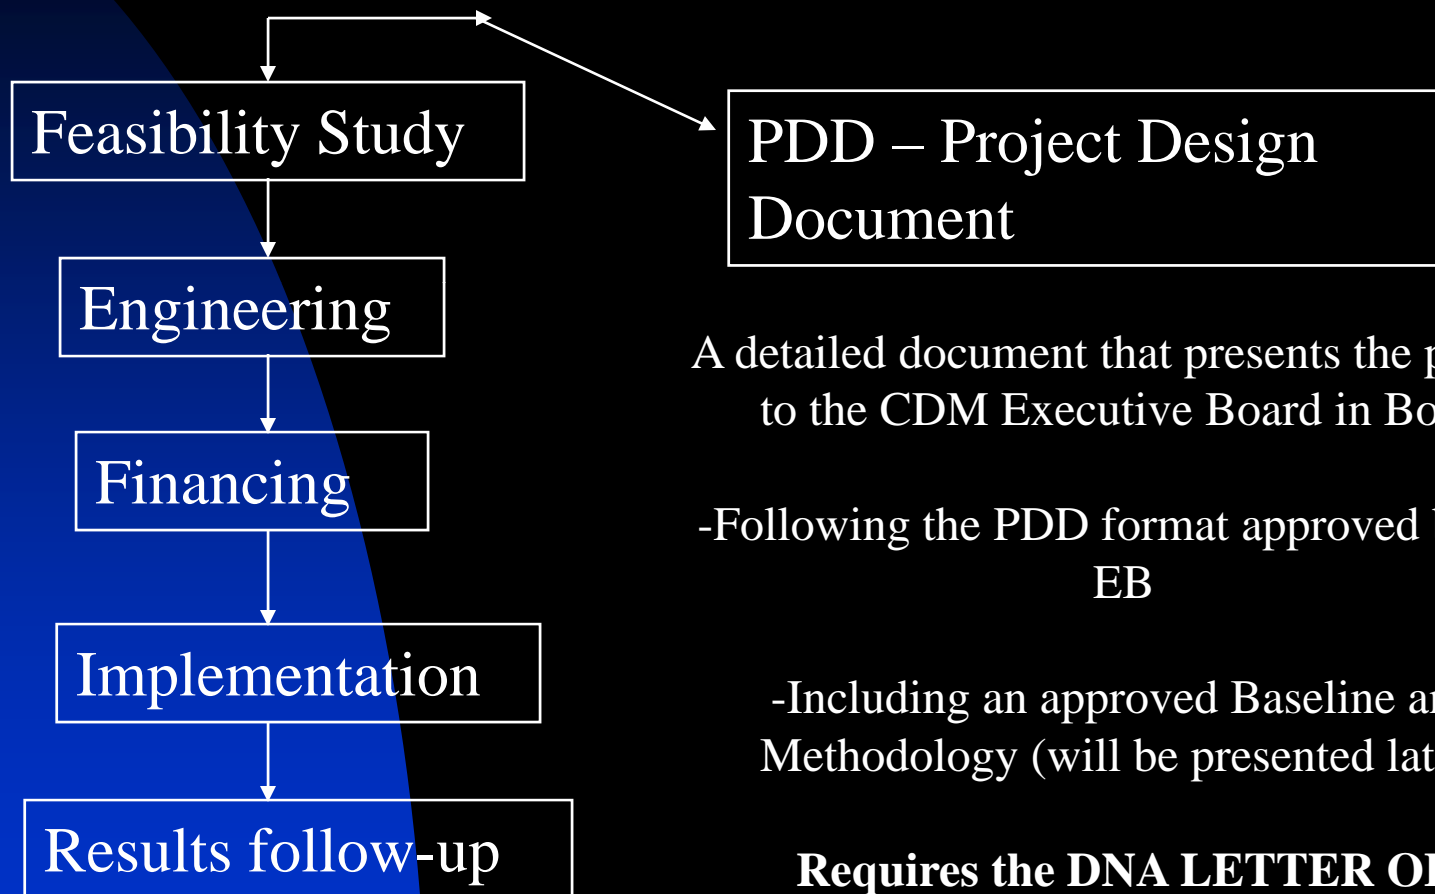 Feasibility Study
Engineering
Financing
Implementation
Results follow-up
PDD – Project Design
Document
A detailed document that presents the
to the CDM Executive Board in
-Following the PDD format approved
EB
-Including an approved Baseline
Methodology (will be presented
Requires the DNA LETTER